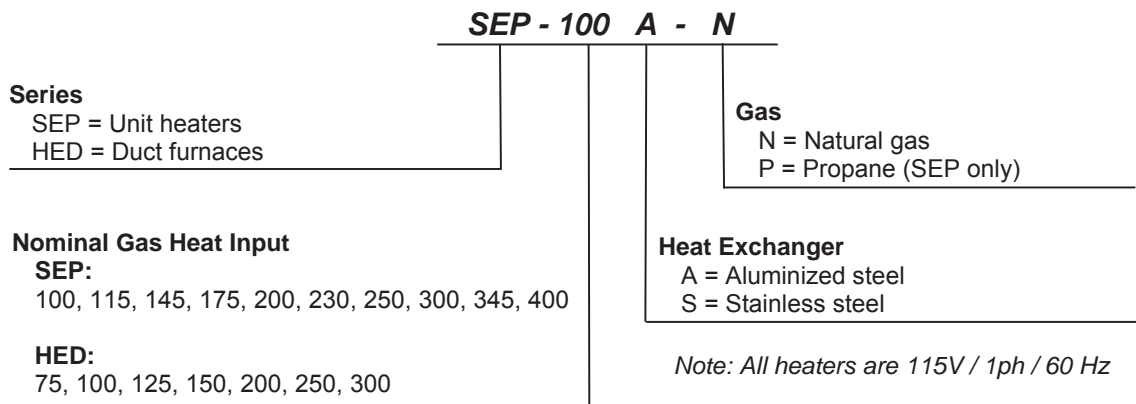 SEP - 100 A - N
Series
SEP = Unit heaters
HED = Duct furnaces
Gas
N = Natural gas
P = Propane (SEP only)
Nominal Gas Heat Input
SEP:
100, 115, 145, 175, 200, 230, 250, 300, 345, 400
HED:
75, 100, 125, 150, 200, 250, 300
Heat Exchanger
A = Aluminized steel
S = Stainless steel
Note: All heaters are 115V / 1ph / 60 Hz